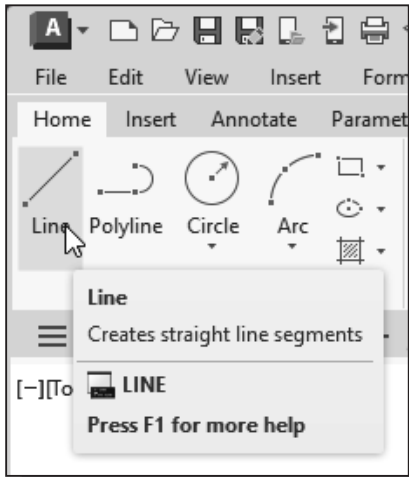 A
File Edit View Insert Form
Home Insert Annotate Paramet
Line Polyline Circle Arc
Line
Creates straight line segments
[−][To
LINE
Press F1 for more help